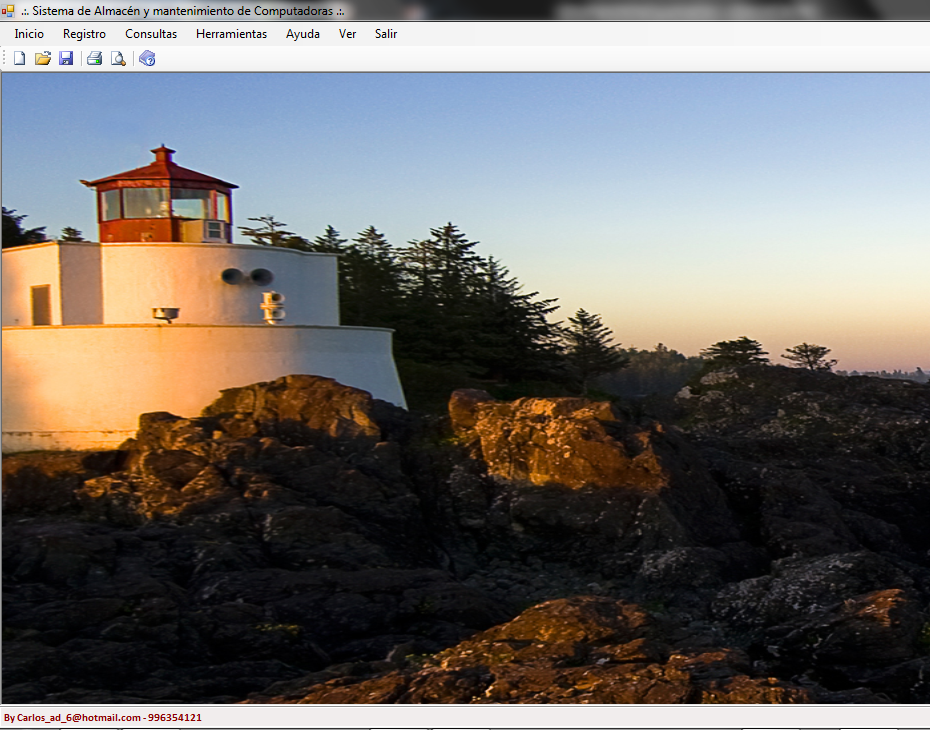 .:. Sistema de Almacén y mantenimiento de Computadoras .:.
Inicio Registro Consultas Herramientas Ayuda Ver Salir
By Carlos_ad_6@hotmail.com - 996354121